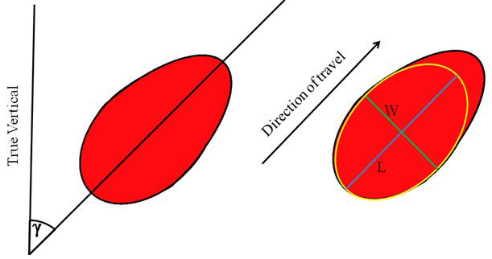 True Vertical
γ
Direction of travel
W
L